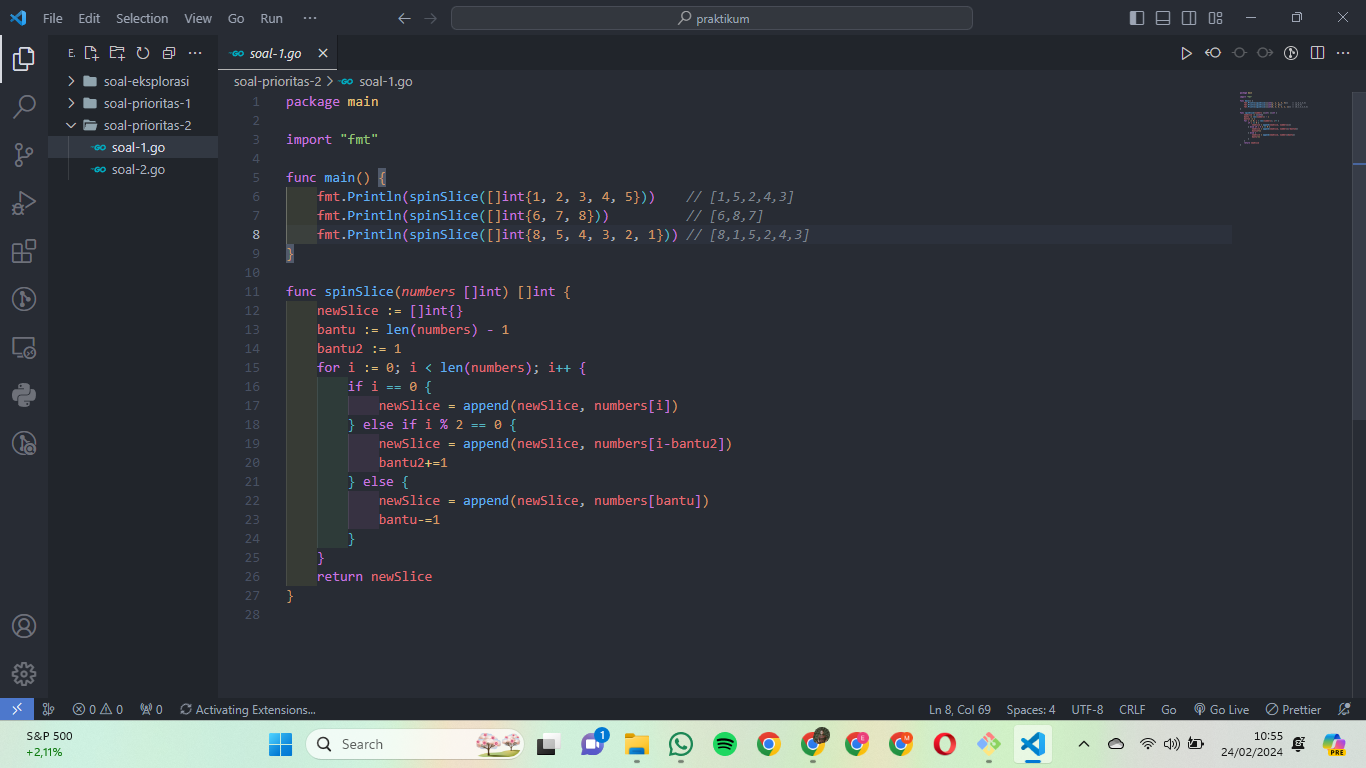 File Edit Selection View Go Run ··· praktikum
E. ···
soal-eksplorasi
soal-prioritas-1
soal-prioritas-2
soal-1.go
soal-2.go
soal-1.go
soal-prioritas-2 > soal-1.go
1 package main
2
3 import "fmt"
4
5 func main() {
6 fmt.Println(spinSlice([]int{1, 2, 3, 4, 5})) // [1,5,2,4,3]
7 fmt.Println(spinSlice([]int{6, 7, 8})) // [6,8,7]
8 fmt.Println(spinSlice([]int{8, 5, 4, 3, 2, 1})) // [8,1,5,2,4,3]
9 }
10
11 func spinSlice(numbers []int) []int {
12 newSlice := []int{}
13 bantu := len(numbers) - 1
14 bantu2 := 1
15 for i := 0; i < len(numbers); i++ {
16 if i == 0 {
17 newSlice = append(newSlice, numbers[i])
18 } else if i % 2 == 0 {
19 newSlice = append(newSlice, numbers[i-bantu2])
20 bantu2+=1
21 } else {
22 newSlice = append(newSlice, numbers[bantu])
23 bantu-=1
24 }
25 }
26 return newSlice
27 }
28
0 0 0 Activating Extensions... Ln 8, Col 69 Spaces: 4 UTF-8 CRLF Go Go Live Prettier
S&P 500
+2,11%
Search
1
10:55
24/02/2024
PRE